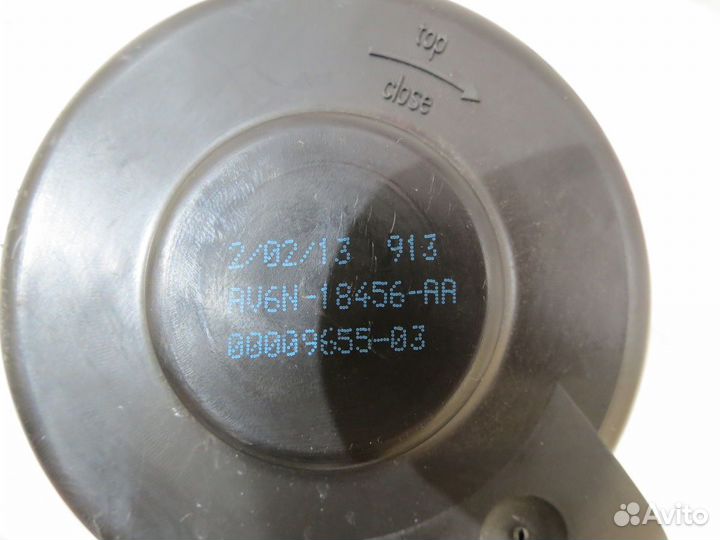 top
close
2/02/13 913
AV6N-18456-AA
00009655-03
Avito